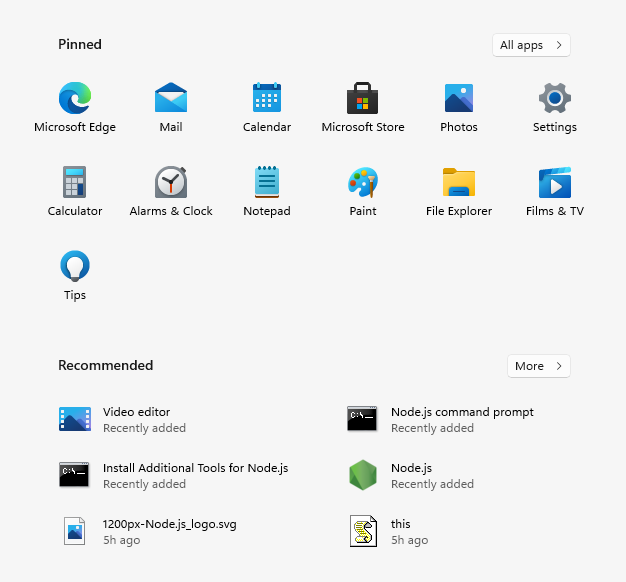 Pinned
All apps
Microsoft Edge
Mail
Calendar
Microsoft Store
Photos
Settings
Calculator
Alarms & Clock
Notepad
Paint
File Explorer
Films & TV
Tips
Recommended
More
Video editor
Recently added
Node.js command prompt
Recently added
Install Additional Tools for Node.js
Recently added
Node.js
Recently added
1200px-Node.js_logo.svg
5h ago
this
5h ago